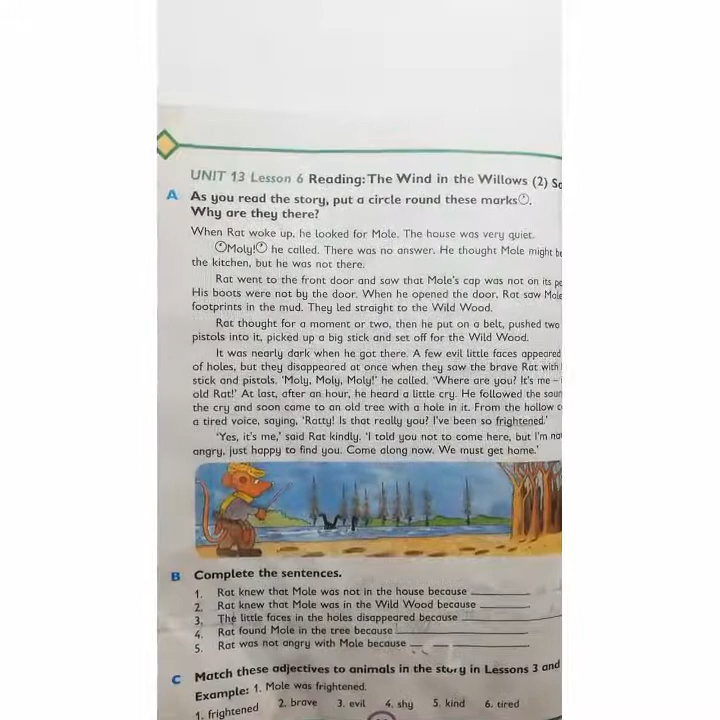 UNIT 13 Lesson 6 Reading: The Wind in the Willows (2)
A As you read the story, put a circle round these marks ‘’.
Why are they there?
When Rat woke up, he looked for Mole. The house was very quiet.
‘Moly!’ he called. There was no answer. He thought Mole might
the kitchen, but he was not there.
Rat went to the front door and saw that Mole's cap was not on its
His boots were not by the door. When he opened the door, Rat saw
footprints in the mud. They led straight to the Wild Wood.
Rat thought for a moment or two, then he put on a belt, pushed two
pistols into it, picked up a big stick and set off for the Wild Wood.
It was nearly dark when he got there. A few evil little faces appeared
of holes, but they disappeared at once when they saw the brave Rat with
stick and pistols. ‘Moly, Moly, Moly!’ he called. ‘Where are you? It's me –
old Rat!’ At last, after an hour, he heard a little cry. He followed the
the cry and soon came to an old tree with a hole in it. From the hollow
a tired voice, saying, ‘Ratty! Is that really you? I've been so frightened.’
‘Yes, it's me,’ said Rat kindly. ‘I told you not to come here, but I'm
angry, just happy to find you. Come along now. We must get home.’
B Complete the sentences.
1. Rat knew that Mole was not in the house because ________
2. Rat knew that Mole was in the Wild Wood because ________
3. The little faces in the holes disappeared because ________
4. Rat found Mole in the tree because ________
5. Rat was not angry with Mole because ________
C Match these adjectives to animals in the story in Lessons 3 and
Example: 1. Mole was frightened.
1. frightened 2. brave 3. evil 4. shy 5. kind 6. tired